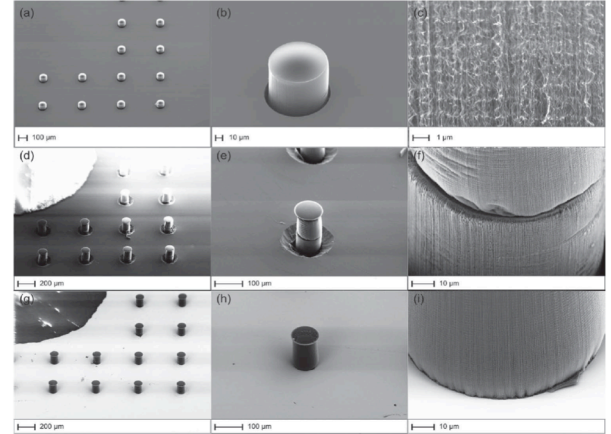 (a) (b) (c)
100 µm 10 µm 1 µm
(d) (e) (f)
200 µm 100 µm 10 µm
(g) (h) (i)
200 µm 100 µm 10 µm